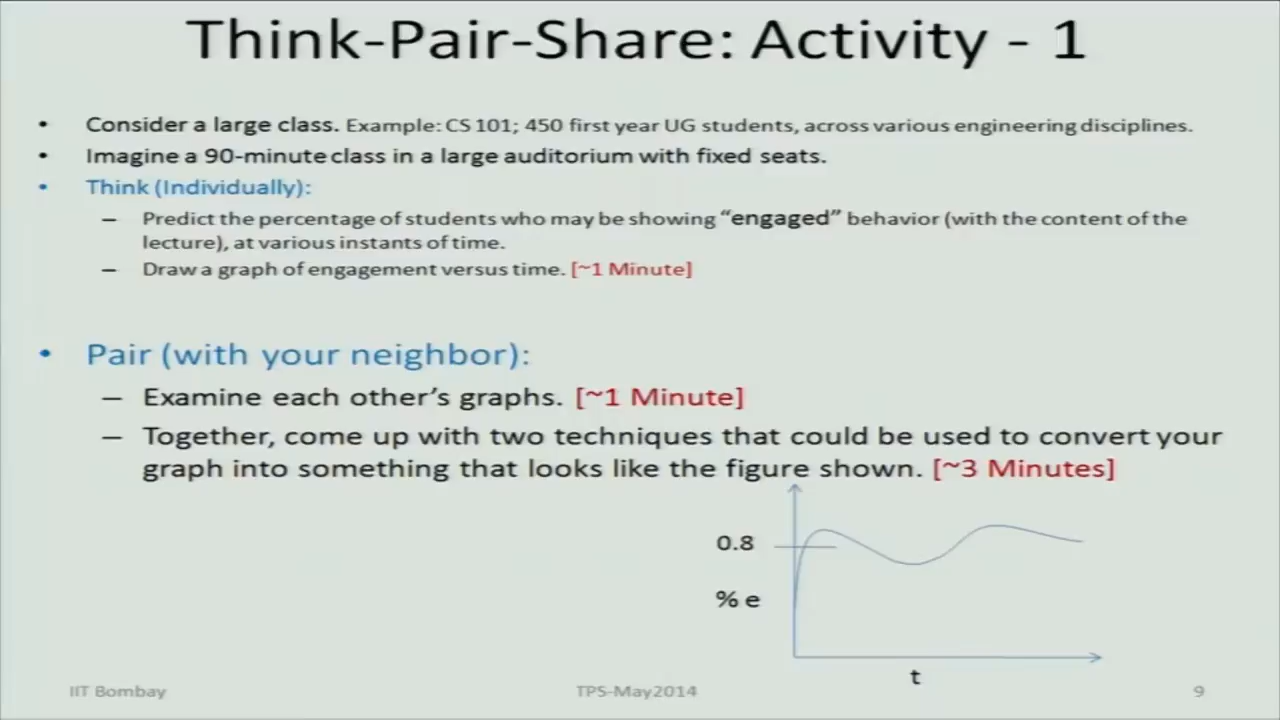 Think-Pair-Share: Activity - 1
• Consider a large class. Example: CS 101; 450 first year UG students, across various engineering disciplines.
• Imagine a 90-minute class in a large auditorium with fixed seats.
• Think (Individually):
– Predict the percentage of students who may be showing “engaged” behavior (with the content of the
lecture), at various instants of time.
– Draw a graph of engagement versus time. [~1 Minute]
• Pair (with your neighbor):
– Examine each other’s graphs. [~1 Minute]
– Together, come up with two techniques that could be used to convert your
graph into something that looks like the figure shown. [~3 Minutes]
0.8
% e
t
IIT Bombay
TPS-May2014
9